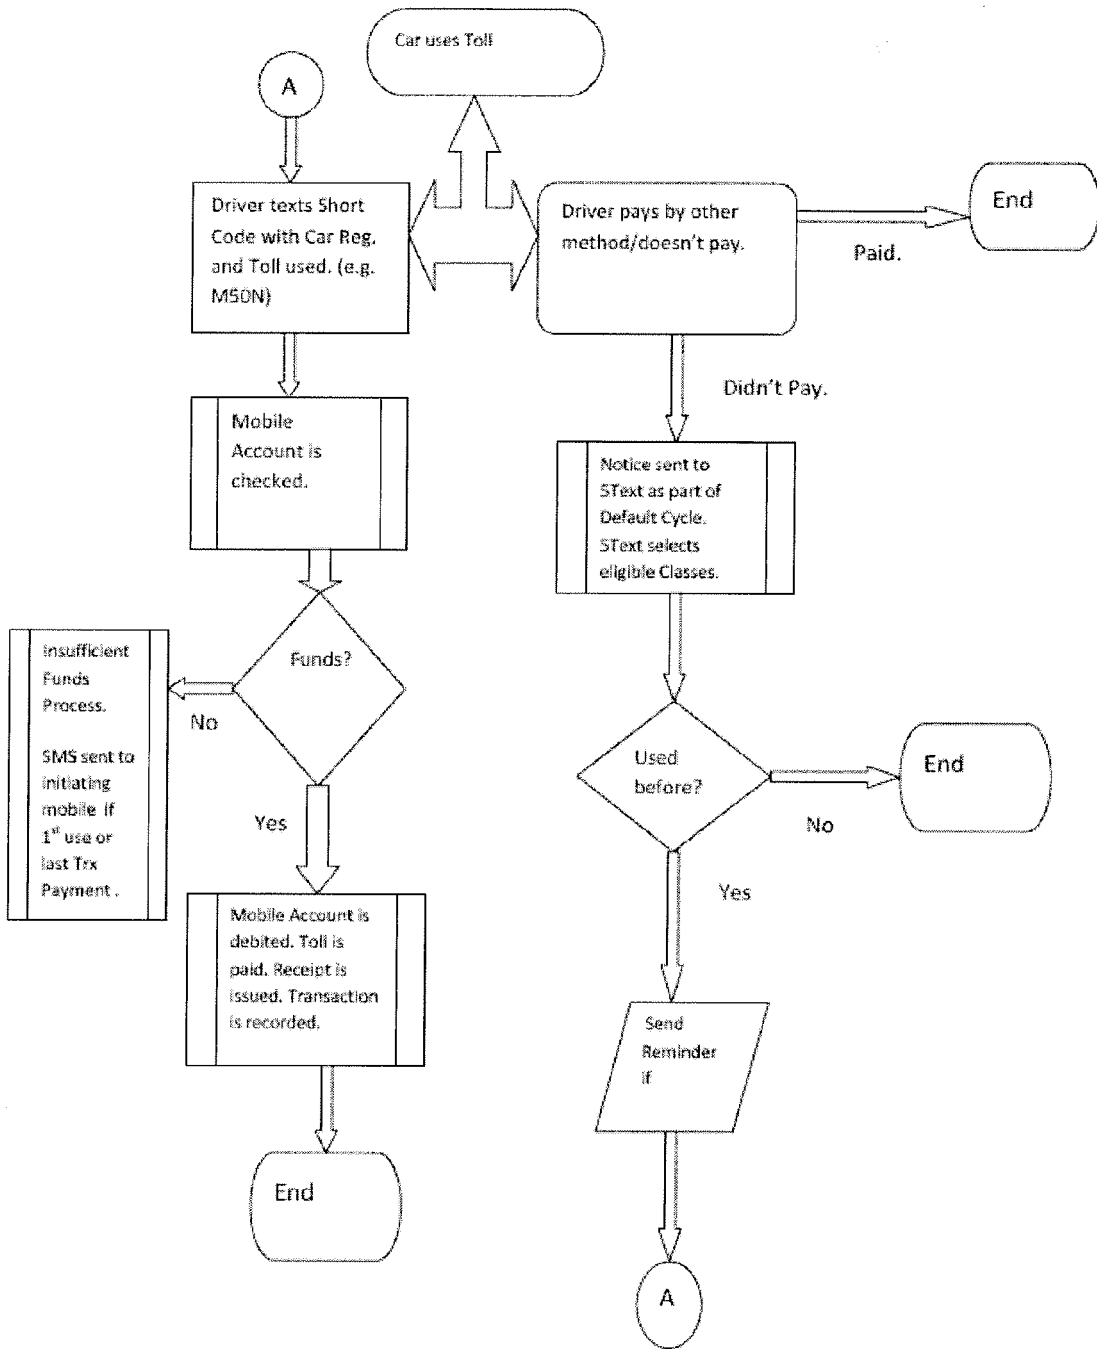 Car uses Toll
A
Driver texts Short
Code with Car Reg.
and Toll used. (e.g.
M50N)
Driver pays by other
method/doesn't pay.
Paid.
End
Didn't Pay.
Mobile
Account is
checked.
Notice sent to
SText as part of
Default Cycle.
SText selects
eligible Classes.
Funds?
No
Insufficient
Funds
Process.
SMS sent to
initiating
mobile if
1st use or
last Trx
Payment .
Yes
Mobile Account is
debited. Toll is
paid. Receipt is
issued. Transaction
is recorded.
End
Used
before?
No
End
Yes
Send
Reminder
if
A